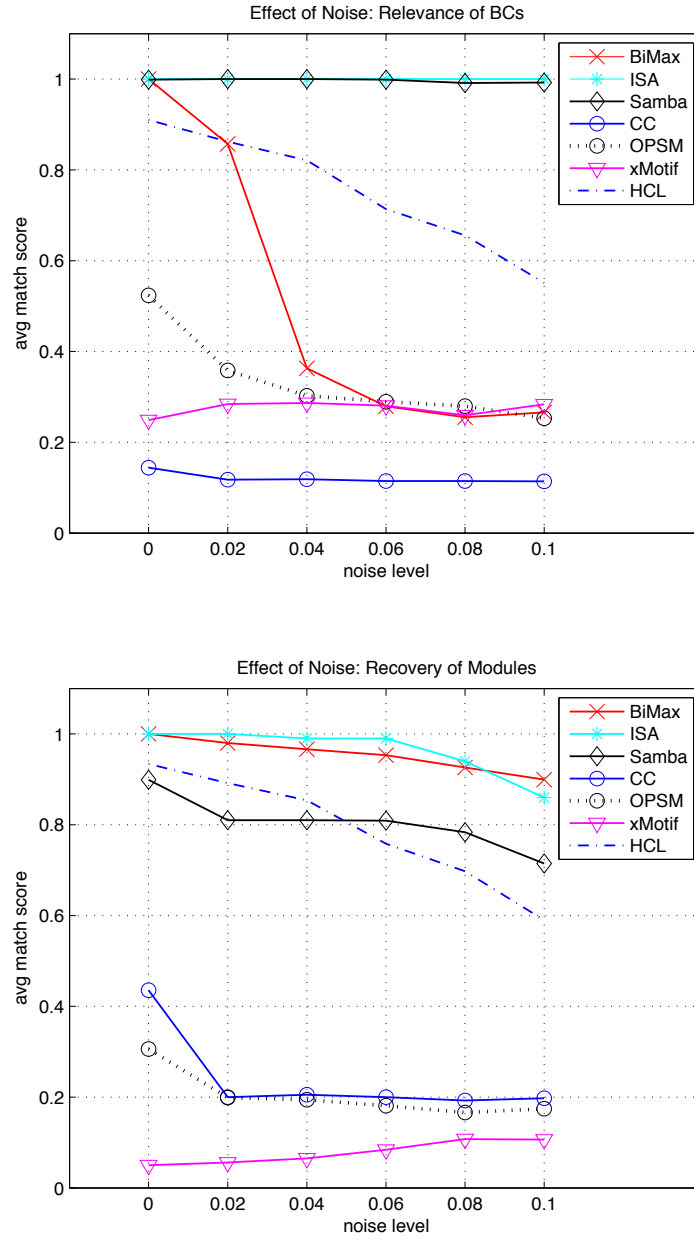 Effect of Noise: Relevance of BCs
1
0.8
0.6
0.4
0.2
0
avg match score
0 0.02 0.04 0.06 0.08 0.1
noise level
BiMax
ISA
Samba
CC
OPSM
xMotif
HCL
Effect of Noise: Recovery of Modules
1
0.8
0.6
0.4
0.2
0
avg match score
0 0.02 0.04 0.06 0.08 0.1
noise level
BiMax
ISA
Samba
CC
OPSM
xMotif
HCL